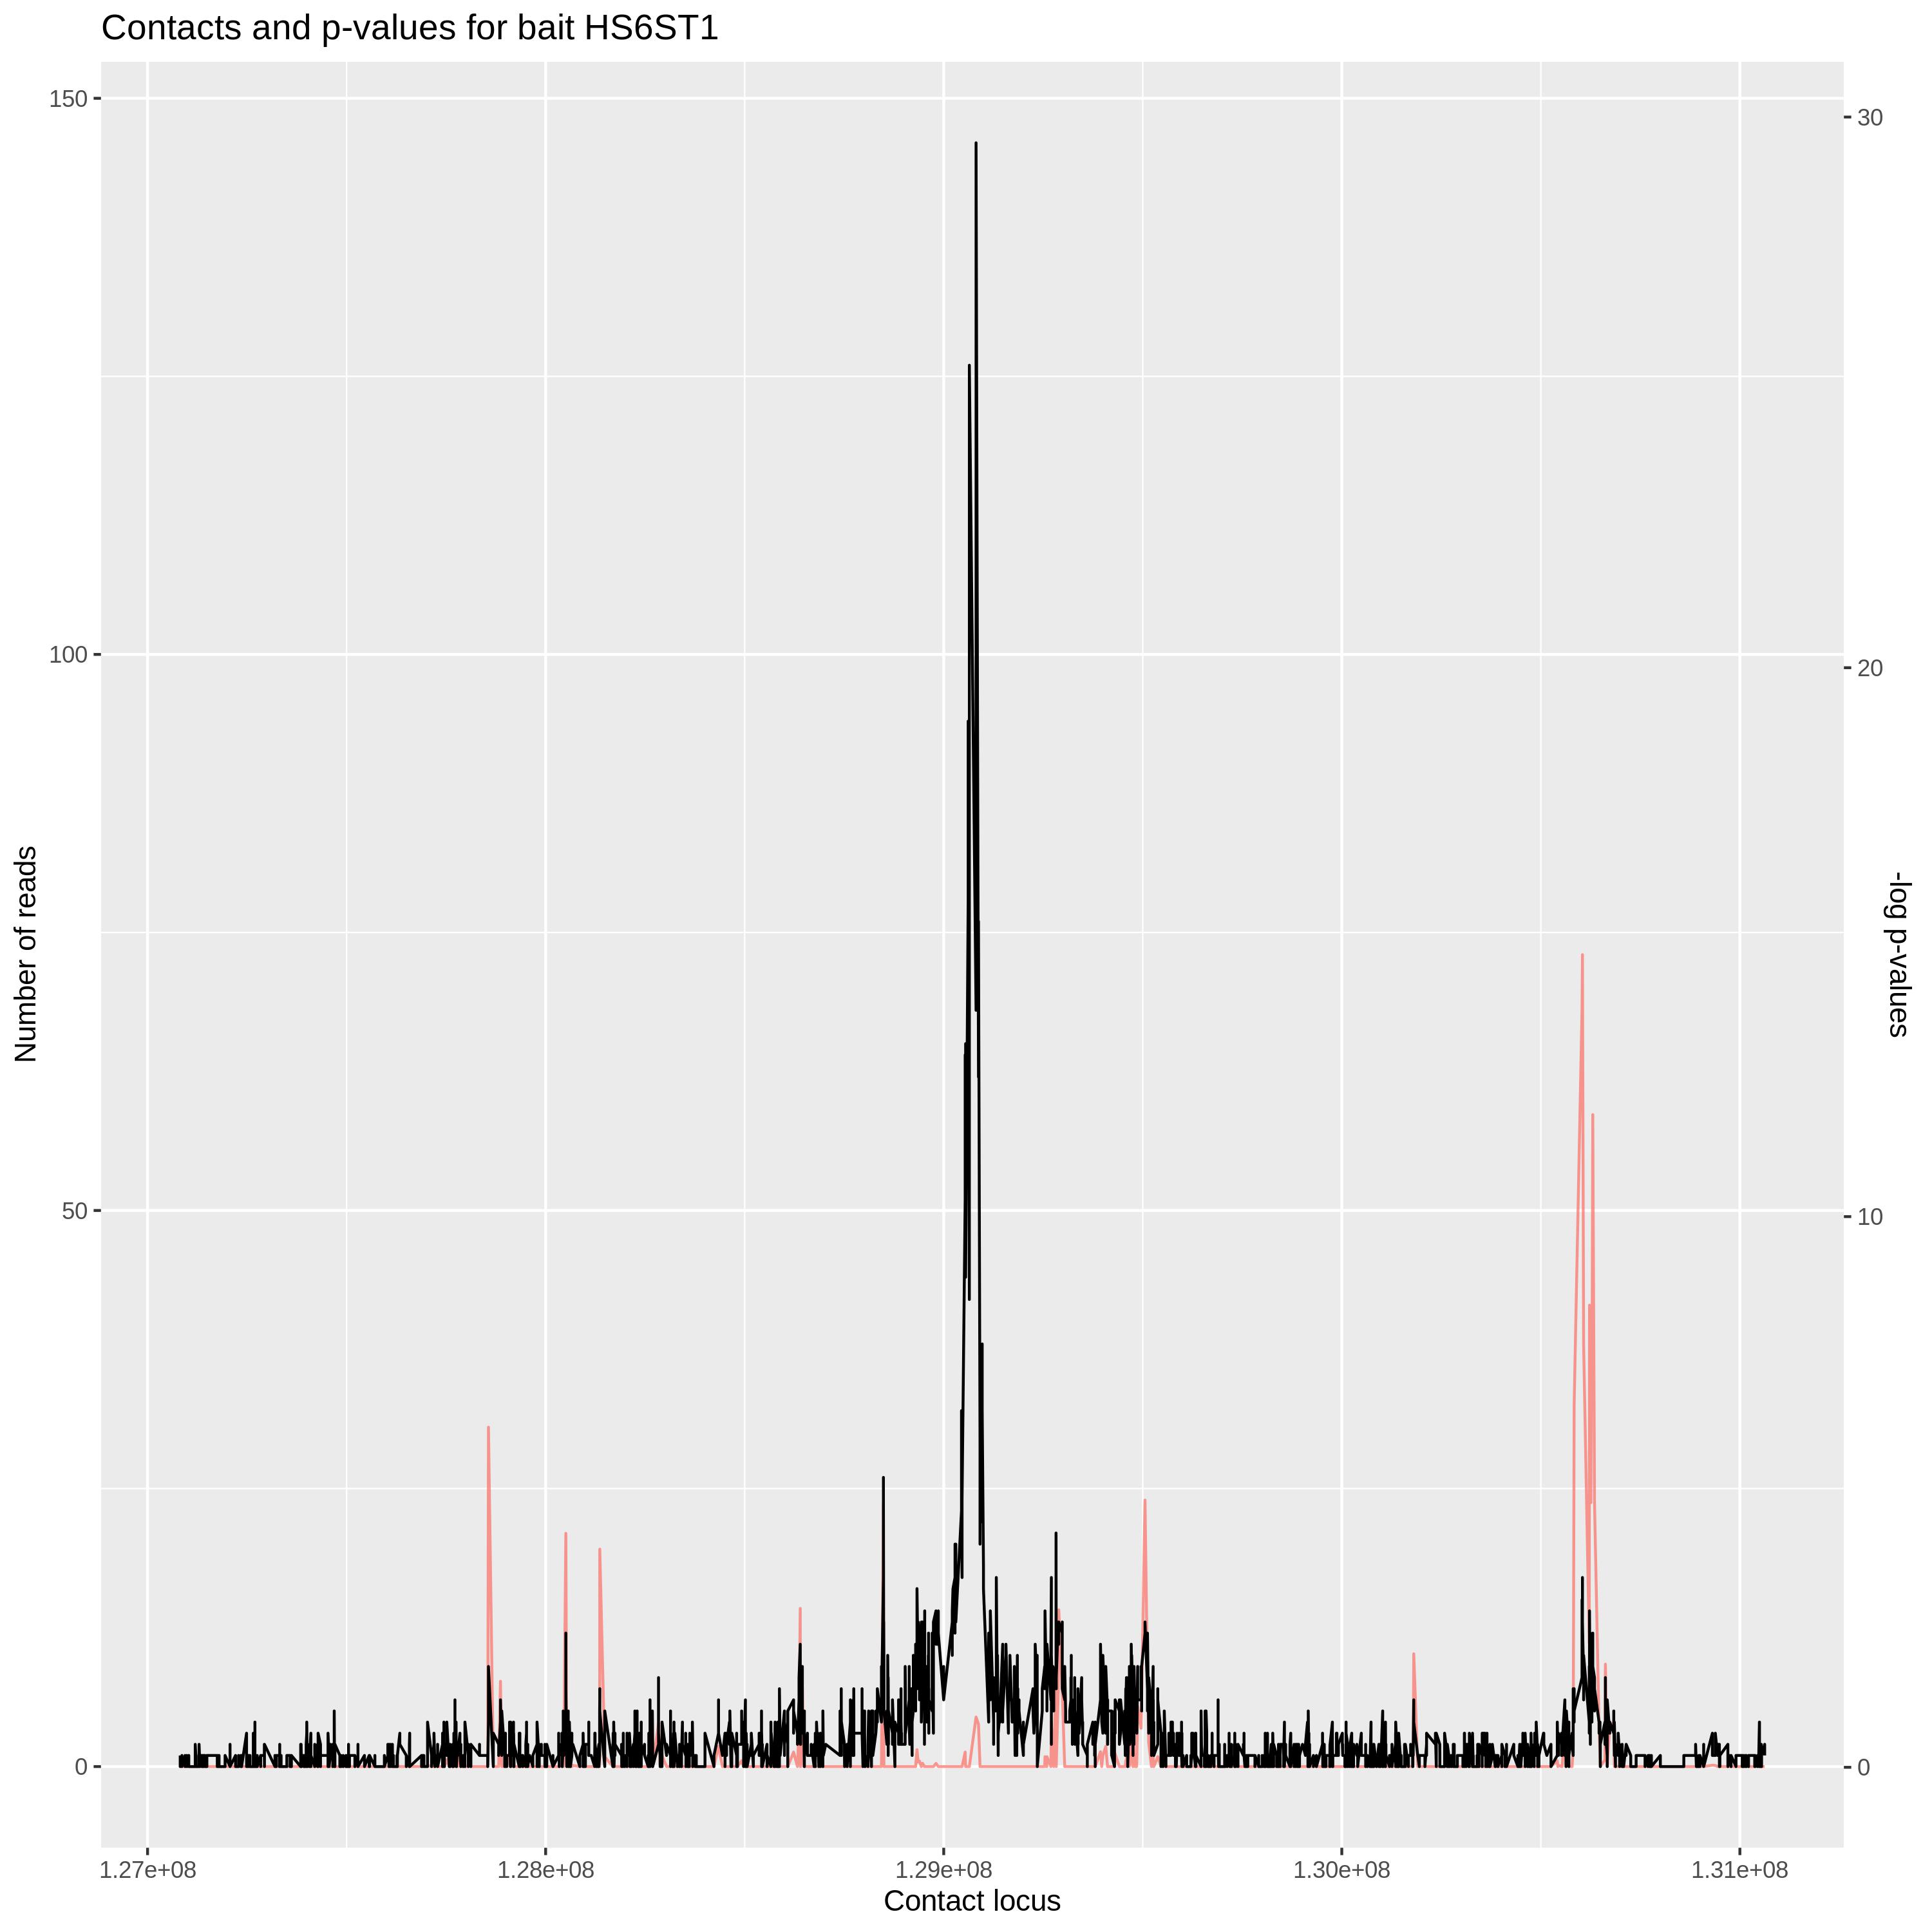 Contacts and p-values for bait HS6ST1
150
100
50
0
30
20
10
0
Number of reads
-log p-values
1.27e+08
1.28e+08
1.29e+08
1.30e+08
1.31e+08
Contact locus